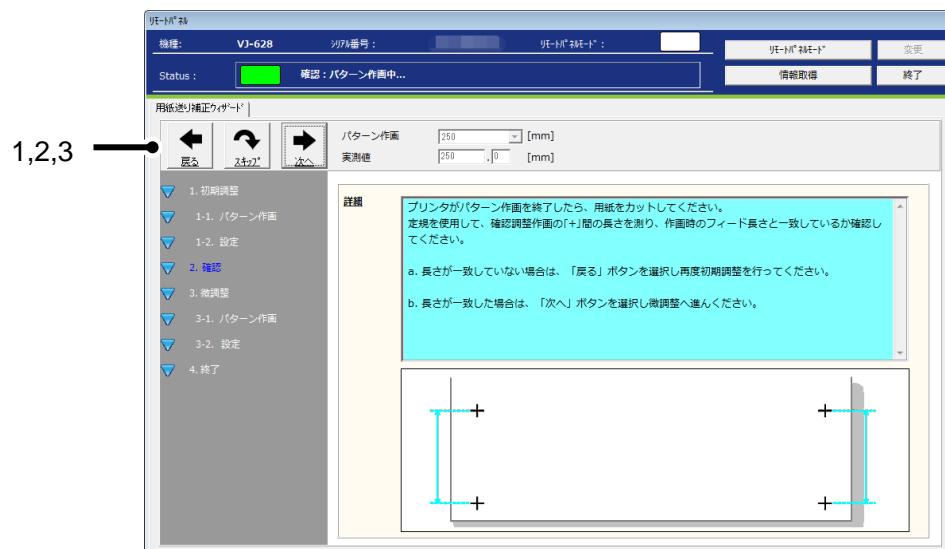 ﾘﾓｰﾄﾊﾟﾈﾙ
機種:
VJ-628
ｼﾘｱﾙ番号 :
ﾘﾓｰﾄﾊﾟﾈﾙﾓｰﾄﾞ :
ﾘﾓｰﾄﾊﾟﾈﾙﾓｰﾄﾞ
変更
Status :
確認 : パターン作画中...
情報取得
終了
用紙送り補正ｳｨｻﾞｰﾄﾞ
1,2,3
戻る
ｽｷｯﾌﾟ
次へ
パターン作画
250
[mm]
実測値
250
. 0
[mm]
1. 初期調整
1-1. パターン作画
1-2. 設定
2. 確認
3. 微調整
3-1. パターン作画
3-2. 設定
4. 終了
詳細
プリンタがパターン作画を終了したら、用紙をカットしてください。
定規を使用して、確認調整作画の「+」間の長さを測り、作画時のフィード長さと一致しているか確認し
てください。
a. 長さが一致していない場合は、「戻る」ボタンを選択し再度初期調整を行ってください。
b. 長さが一致した場合は、「次へ」ボタンを選択し微調整へ進んください。